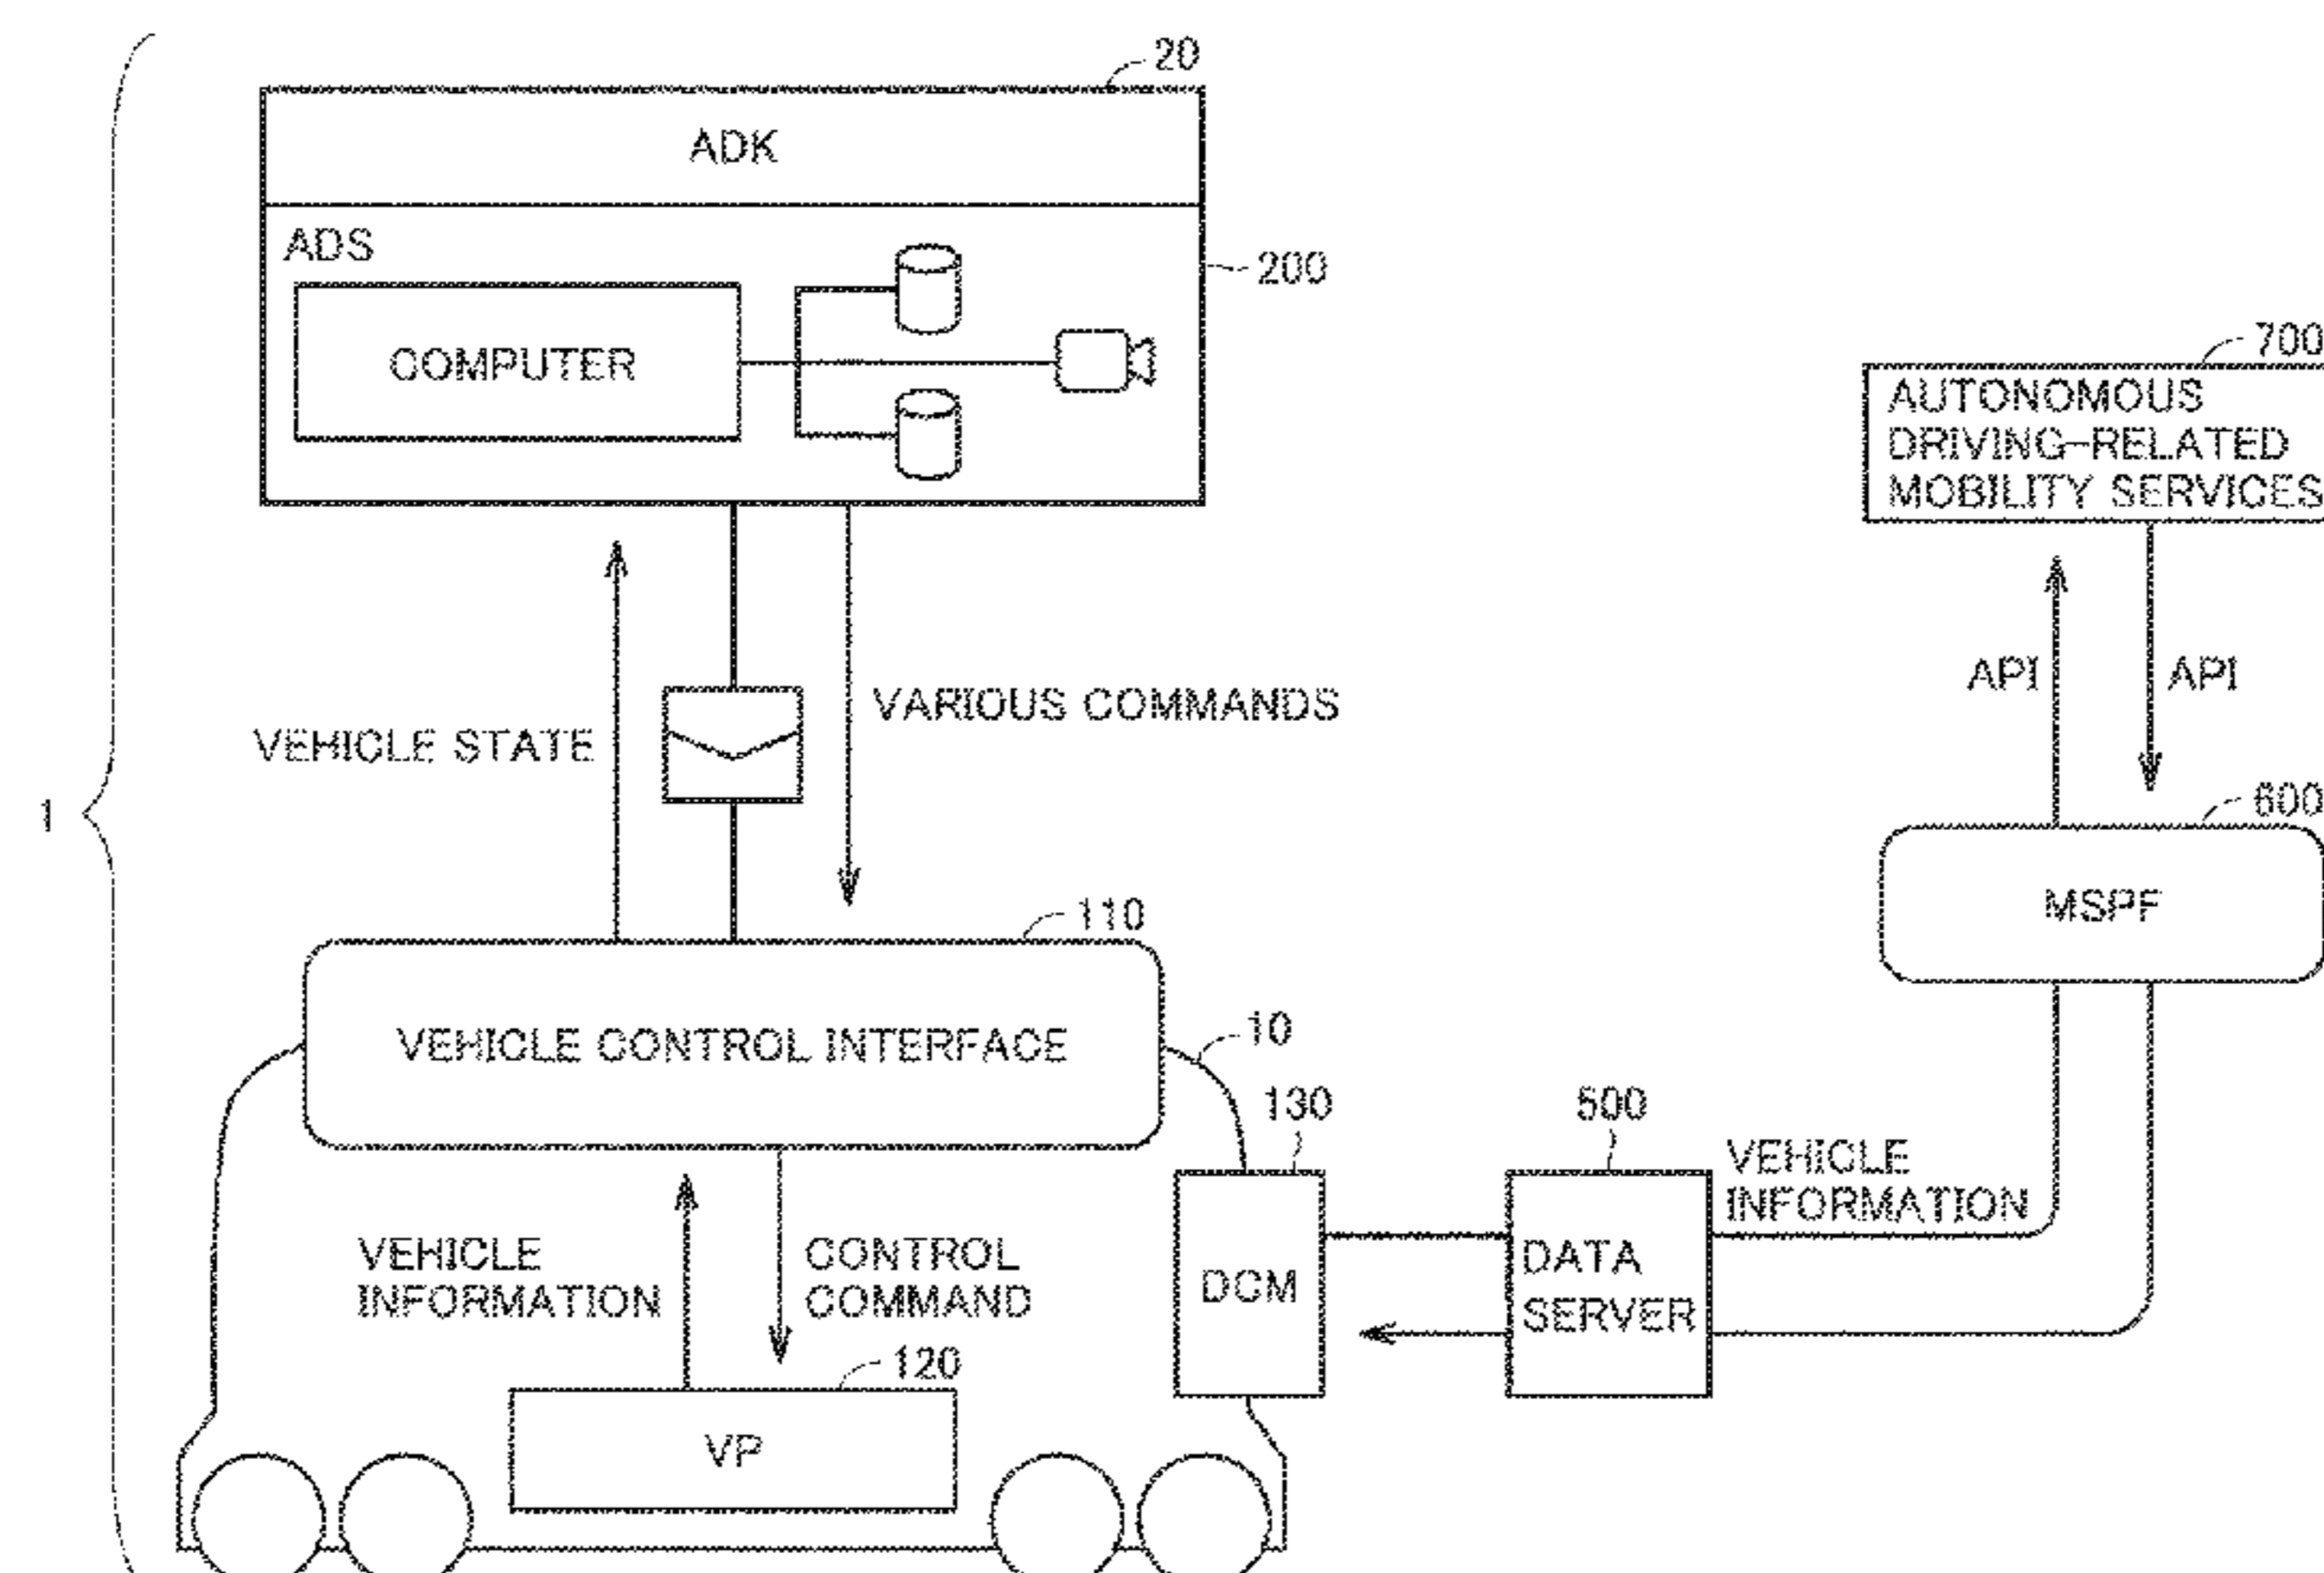 20
ADK
ADS
200
COMPUTER
700
AUTONOMOUS
DRIVING-RELATED
MOBILITY SERVICES
API
API
VARIOUS COMMANDS
VEHICLE STATE
1
600
MSPF
110
VEHICLE CONTROL INTERFACE
10
130
500
VEHICLE
INFORMATION
VEHICLE
INFORMATION
CONTROL
COMMAND
DCM
DATA
SERVER
120
VP